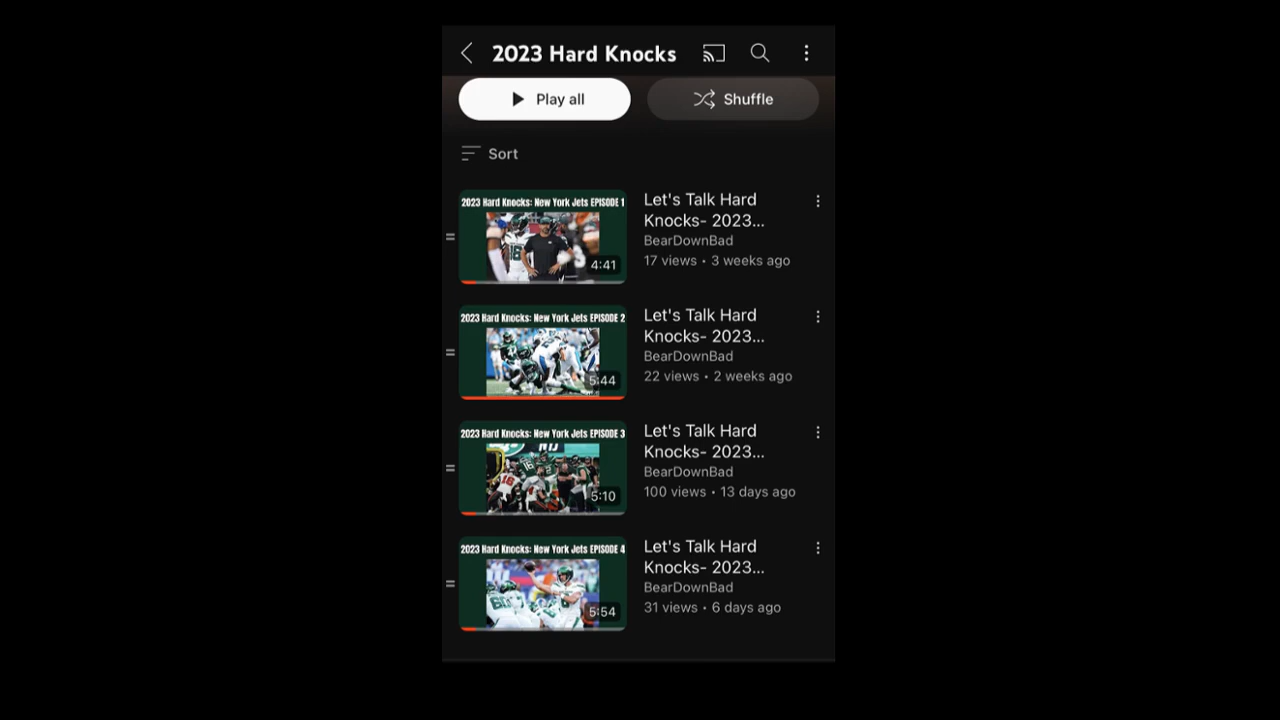 2023 Hard Knocks
Play all
Shuffle
Sort
2023 Hard Knocks: New York Jets EPISODE 1
4:41
Let's Talk Hard
Knocks- 2023...
BearDownBad
17 views • 3 weeks ago
2023 Hard Knocks: New York Jets EPISODE 2
5:44
Let's Talk Hard
Knocks- 2023...
BearDownBad
22 views • 2 weeks ago
2023 Hard Knocks: New York Jets EPISODE 3
16
5:10
Let's Talk Hard
Knocks- 2023...
BearDownBad
100 views • 13 days ago
2023 Hard Knocks: New York Jets EPISODE 4
5:54
Let's Talk Hard
Knocks- 2023...
BearDownBad
31 views • 6 days ago